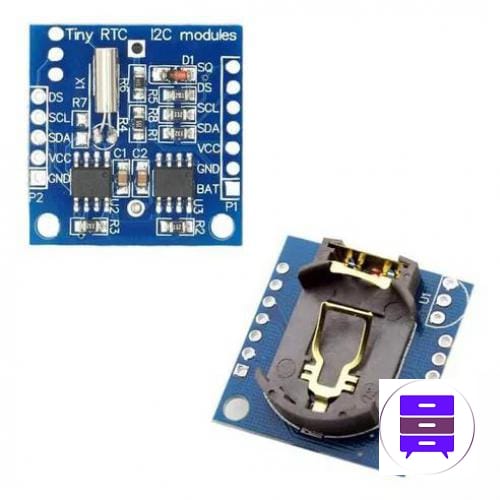 Tiny RTC I2C modules
D1
SQ
DS
SCL
SDA
VCC
GND
BAT
P1
X1
R7
R6
R5
R4
R8
R1
DS
SCL
SDA
VCC
GND
P2
C1 C2
U2
U3
R3
R2
U1